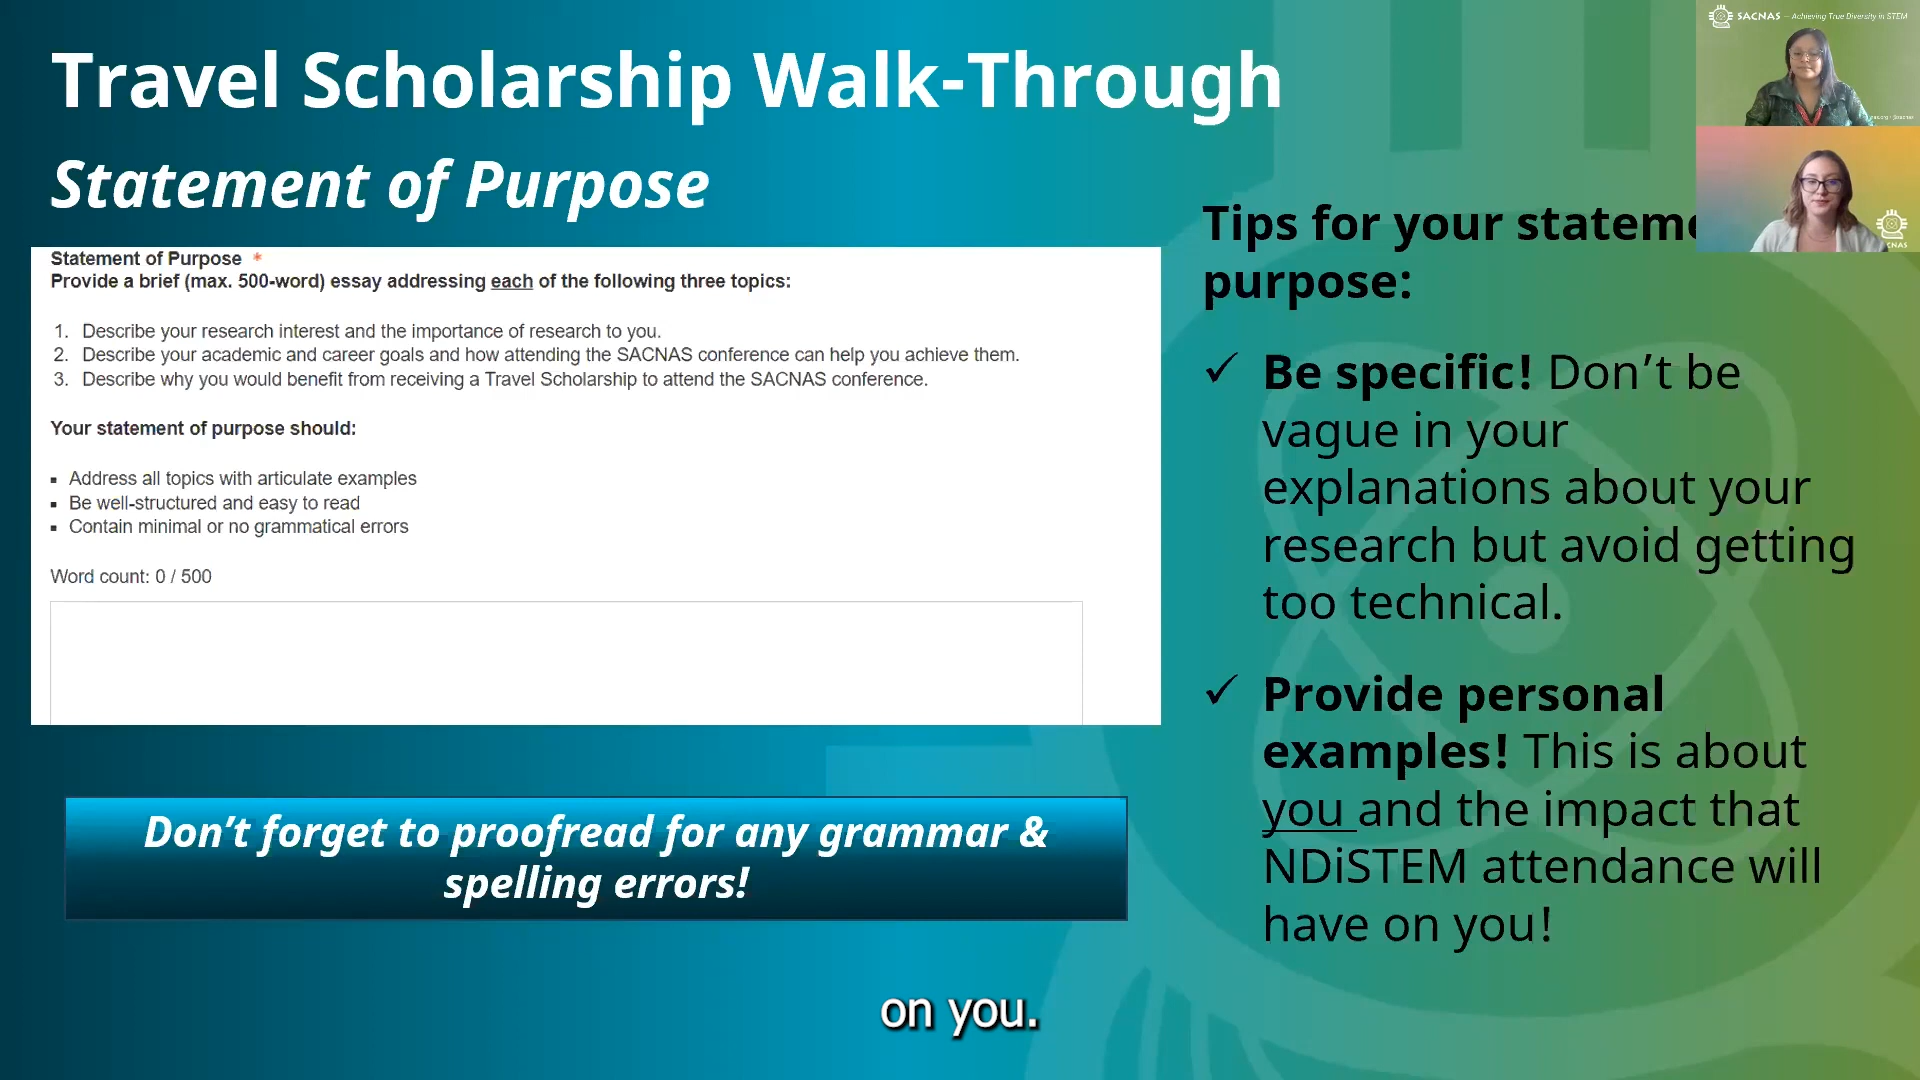 SACNAS – Achieving True Diversity in STEM
Travel Scholarship Walk-Through
Statement of Purpose
Statement of Purpose *
Provide a brief (max. 500-word) essay addressing each of the following three topics:
1. Describe your research interest and the importance of research to you.
2. Describe your academic and career goals and how attending the SACNAS conference can help you achieve them.
3. Describe why you would benefit from receiving a Travel Scholarship to attend the SACNAS conference.
Your statement of purpose should:
▪ Address all topics with articulate examples
▪ Be well-structured and easy to read
▪ Contain minimal or no grammatical errors
Word count: 0 / 500
Don’t forget to proofread for any grammar &
spelling errors!
Tips for your stateme
purpose:
✓ Be specific! Don’t be
vague in your
explanations about your
research but avoid getting
too technical.
✓ Provide personal
examples! This is about
you and the impact that
NDiSTEM attendance will
have on you!
on you.